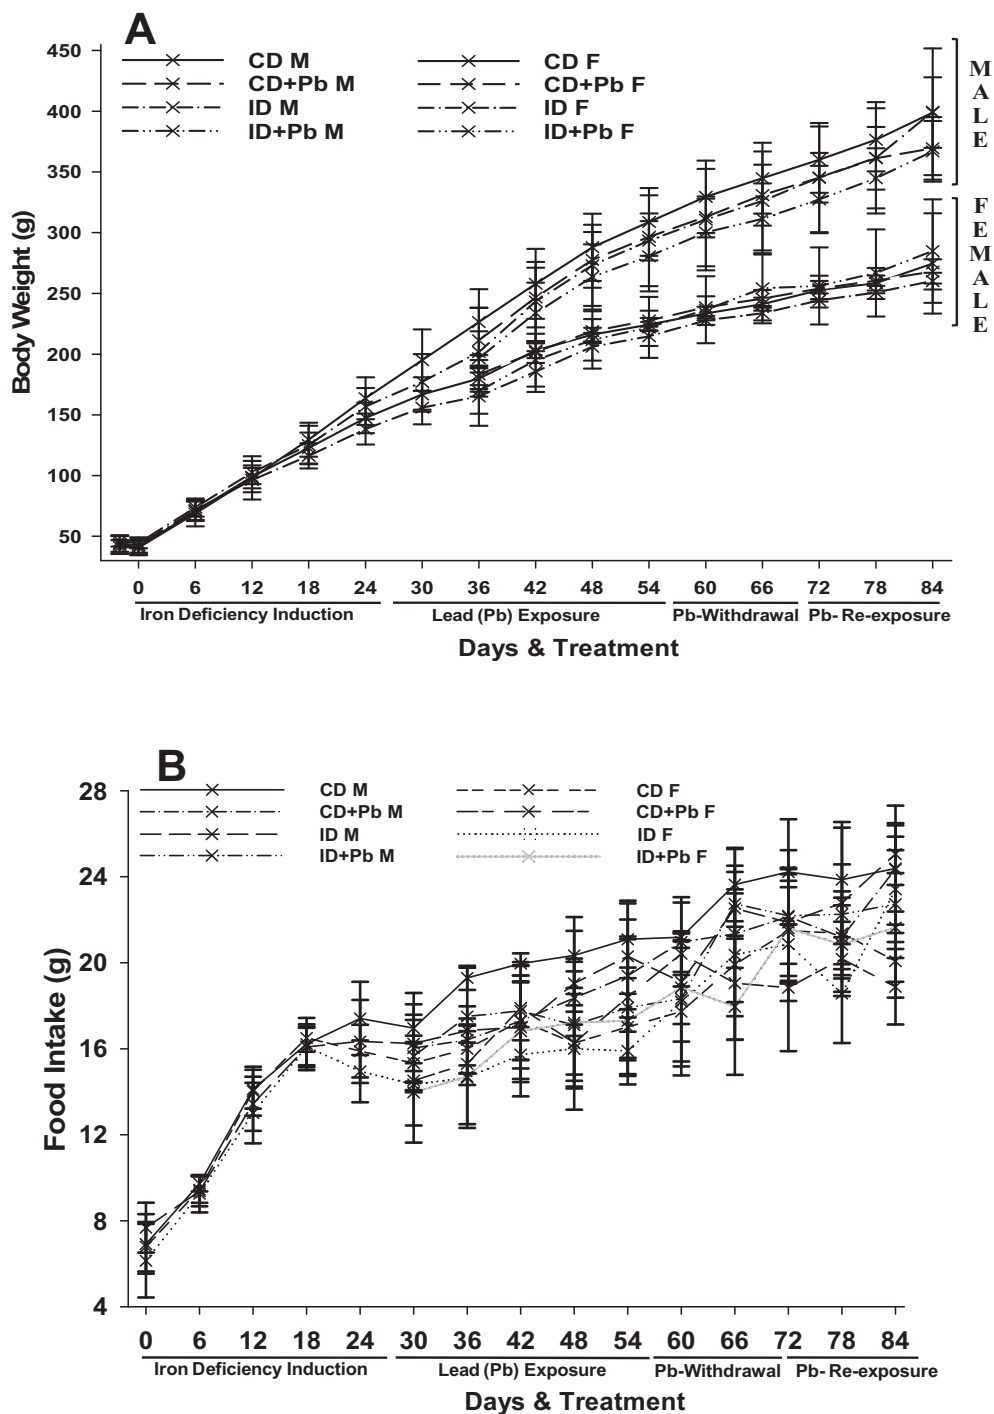 A
CD M
CD F
CD+Pb M
CD+Pb F
ID M
ID F
ID+Pb M
ID+Pb F
450
400
350
300
250
200
150
100
50
Body Weight (g)
MALE
FEMALE
0 6 12 18 24 30 36 42 48 54 60 66 72 78 84
Iron Deficiency Induction Lead (Pb) Exposure Pb-Withdrawal Pb- Re-exposure
Days & Treatment
B
CD M
CD F
CD+Pb M
CD+Pb F
ID M
ID F
ID+Pb M
ID+Pb F
28
24
20
16
12
8
4
Food Intake (g)
0 6 12 18 24 30 36 42 48 54 60 66 72 78 84
Iron Deficiency Induction Lead (Pb) Exposure Pb-Withdrawal Pb- Re-exposure
Days & Treatment